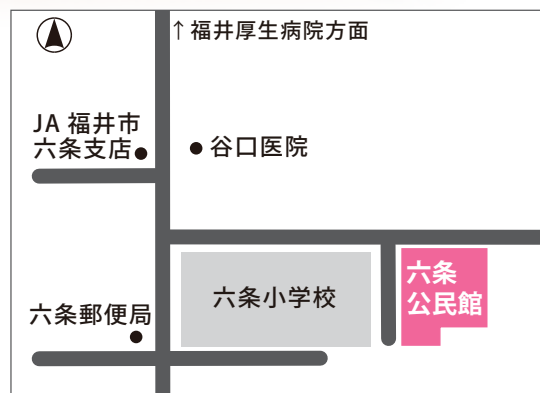 ↑福井厚生病院方面
JA 福井市
六条支店
谷口医院
六条
公民館
六条小学校
六条郵便局